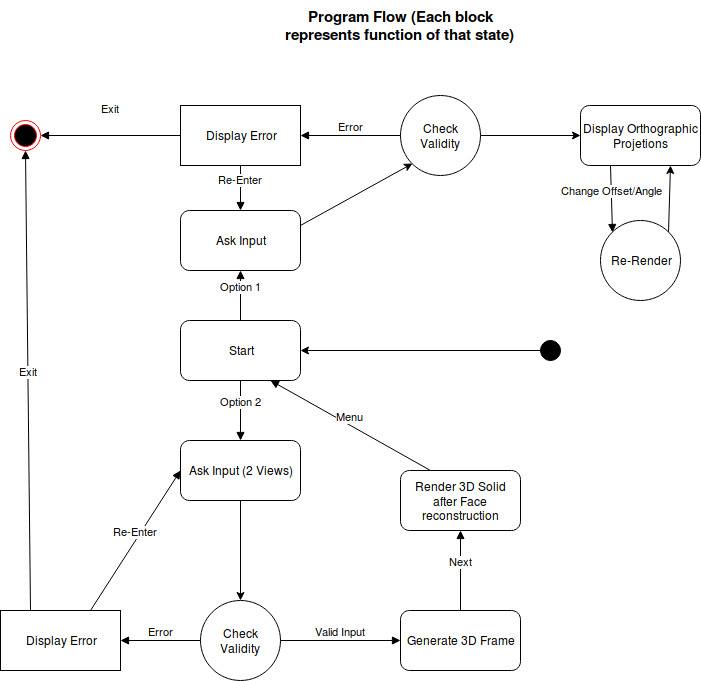 Program Flow (Each block
represents function of that state)
Exit
Display Error
Error
Check
Validity
Display Orthographic
Projetions
Re-Enter
Change Offset/Angle
Ask Input
Re-Render
Option 1
Start
Exit
Option 2
Menu
Ask Input (2 Views)
Render 3D Solid
after Face
reconstruction
Re-Enter
Next
Display Error
Error
Check
Validity
Valid Input
Generate 3D Frame